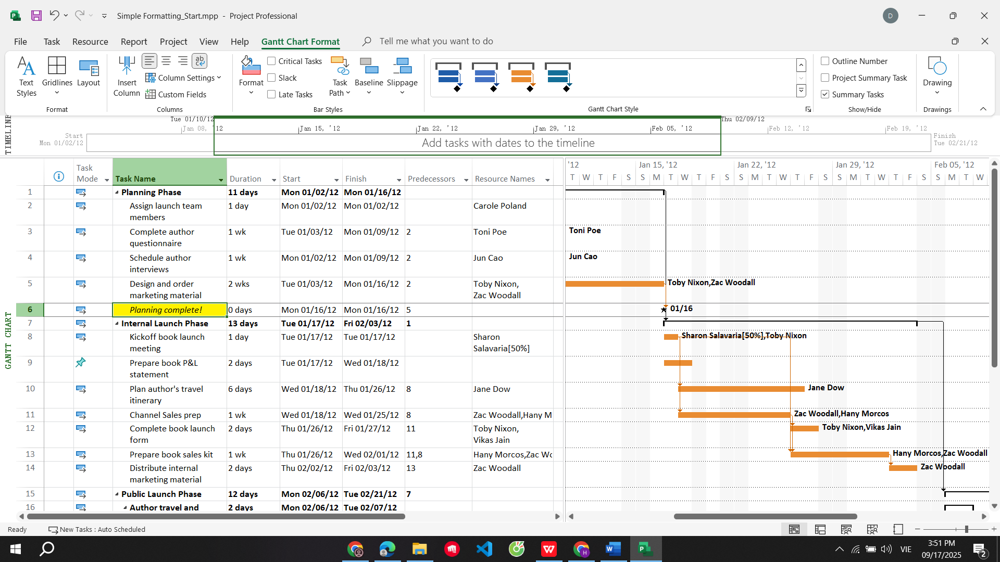 Simple Formatting_Start.mpp - Project Professional
D
File Task Resource Report Project View Help Gantt Chart Format Tell me what you want to do
Text Styles
Gridlines
Layout
Format
Insert Column
Column Settings
Custom Fields
Columns
Format
Critical Tasks
Slack
Late Tasks
Task Path
Baseline
Slippage
Bar Styles
Gantt Chart Style
Outline Number
Project Summary Task
Summary Tasks
Show/Hide
Drawing
Drawings
TIMELINE
Tue 01/10/12
Thu 02/09/12
Jan 08, '12
Jan 15, '12
Jan 22, '12
Jan 29, '12
Feb 05, '12
Feb 12, '12
Feb 19, '12
Start
Mon 01/02/12
Add tasks with dates to the timeline
Finish
Tue 02/21/12
GANTT CHART
Task Mode Task Name Duration Start Finish Predecessors Resource Names
'12 Jan 15, '12 Jan 22, '12 Jan 29, '12 Feb 05, '12
T W T F S S M T W T F S S M T W T F S S M T W T F S S M T W
1 Planning Phase 11 days Mon 01/02/12 Mon 01/16/12
2 Assign launch team members 1 day Mon 01/02/12 Mon 01/02/12 Carole Poland
3 Complete author questionnaire 1 wk Tue 01/03/12 Mon 01/09/12 2 Toni Poe
Toni Poe
4 Schedule author interviews 1 wk Mon 01/02/12 Mon 01/09/12 2 Jun Cao
Jun Cao
5 Design and order marketing material 2 wks Tue 01/03/12 Mon 01/16/12 2 Toby Nixon, Zac Woodall
Toby Nixon,Zac Woodall
6 Planning complete! 0 days Mon 01/16/12 Mon 01/16/12 5
01/16
7 Internal Launch Phase 13 days Tue 01/17/12 Fri 02/03/12 1
8 Kickoff book launch meeting 1 day Tue 01/17/12 Tue 01/17/12 Sharon Salavaria[50%]
Sharon Salavaria[50%],Toby Nixon
9 Prepare book P&L statement 2 days Tue 01/17/12 Wed 01/18/12
10 Plan author's travel itinerary 6 days Wed 01/18/12 Thu 01/26/12 8 Jane Dow
Jane Dow
11 Channel Sales prep 1 wk Wed 01/18/12 Wed 01/25/12 8 Zac Woodall,Hany M
Zac Woodall,Hany Morcos
12 Complete book launch form 2 days Thu 01/26/12 Fri 01/27/12 11 Toby Nixon, Vikas Jain
Toby Nixon,Vikas Jain
13 Prepare book sales kit 1 wk Thu 01/26/12 Wed 02/01/12 11,8 Hany Morcos,Zac Wo
Hany Morcos,Zac Woodall
14 Distribute internal marketing material 2 days Thu 02/02/12 Fri 02/03/12 13 Zac Woodall
Zac Woodall
15 Public Launch Phase 12 days Mon 02/06/12 Tue 02/21/12 7
16 Author travel and 2 days Mon 02/06/12 Tue 02/07/12
Ready New Tasks : Auto Scheduled
VIE
3:51 PM
09/17/2025
2